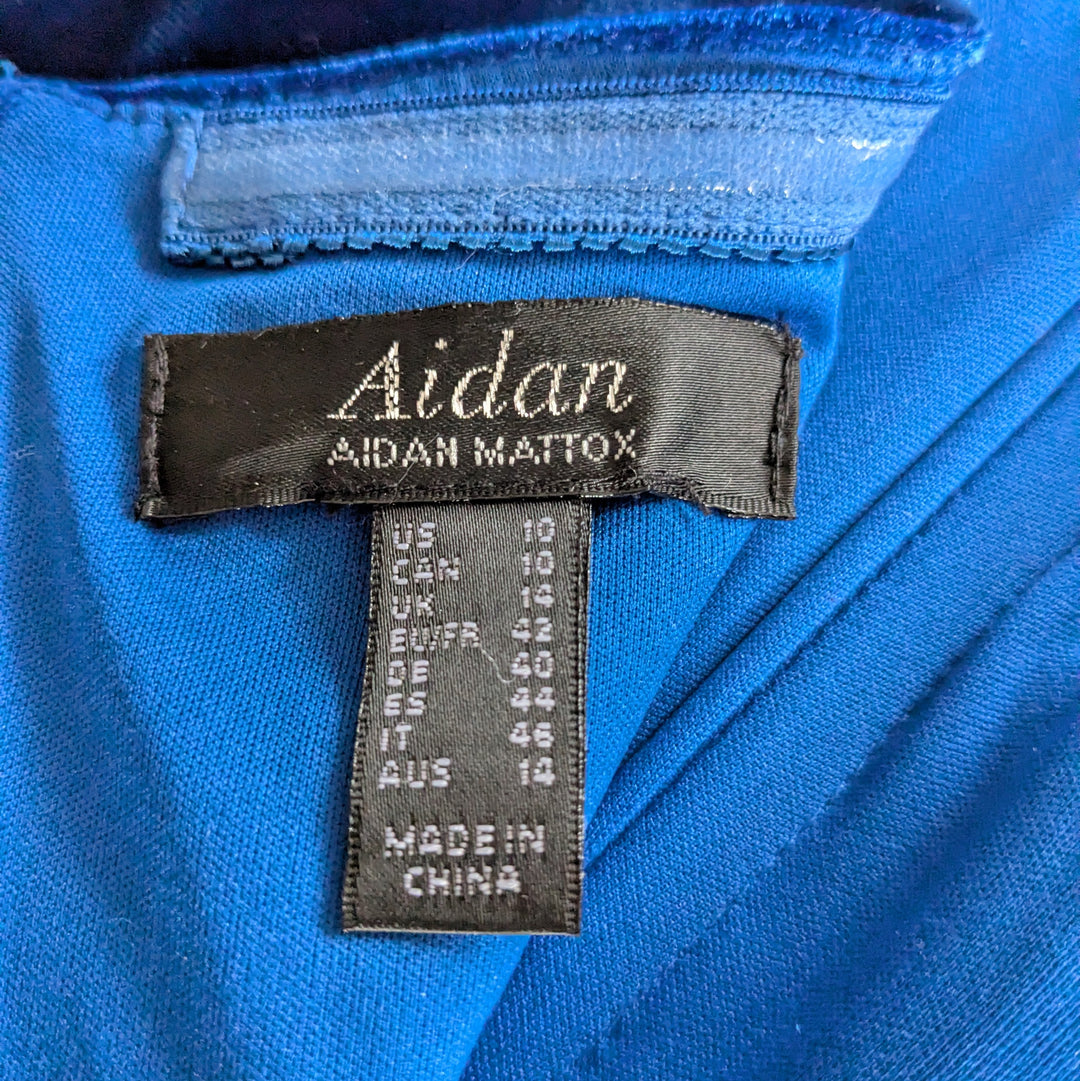 Aidan
AIDAN MATTOX
US 10
CAN 10
UK 16
EU/FR 42
DE 40
ES 44
IT 46
AUS 14
MADE IN
CHINA